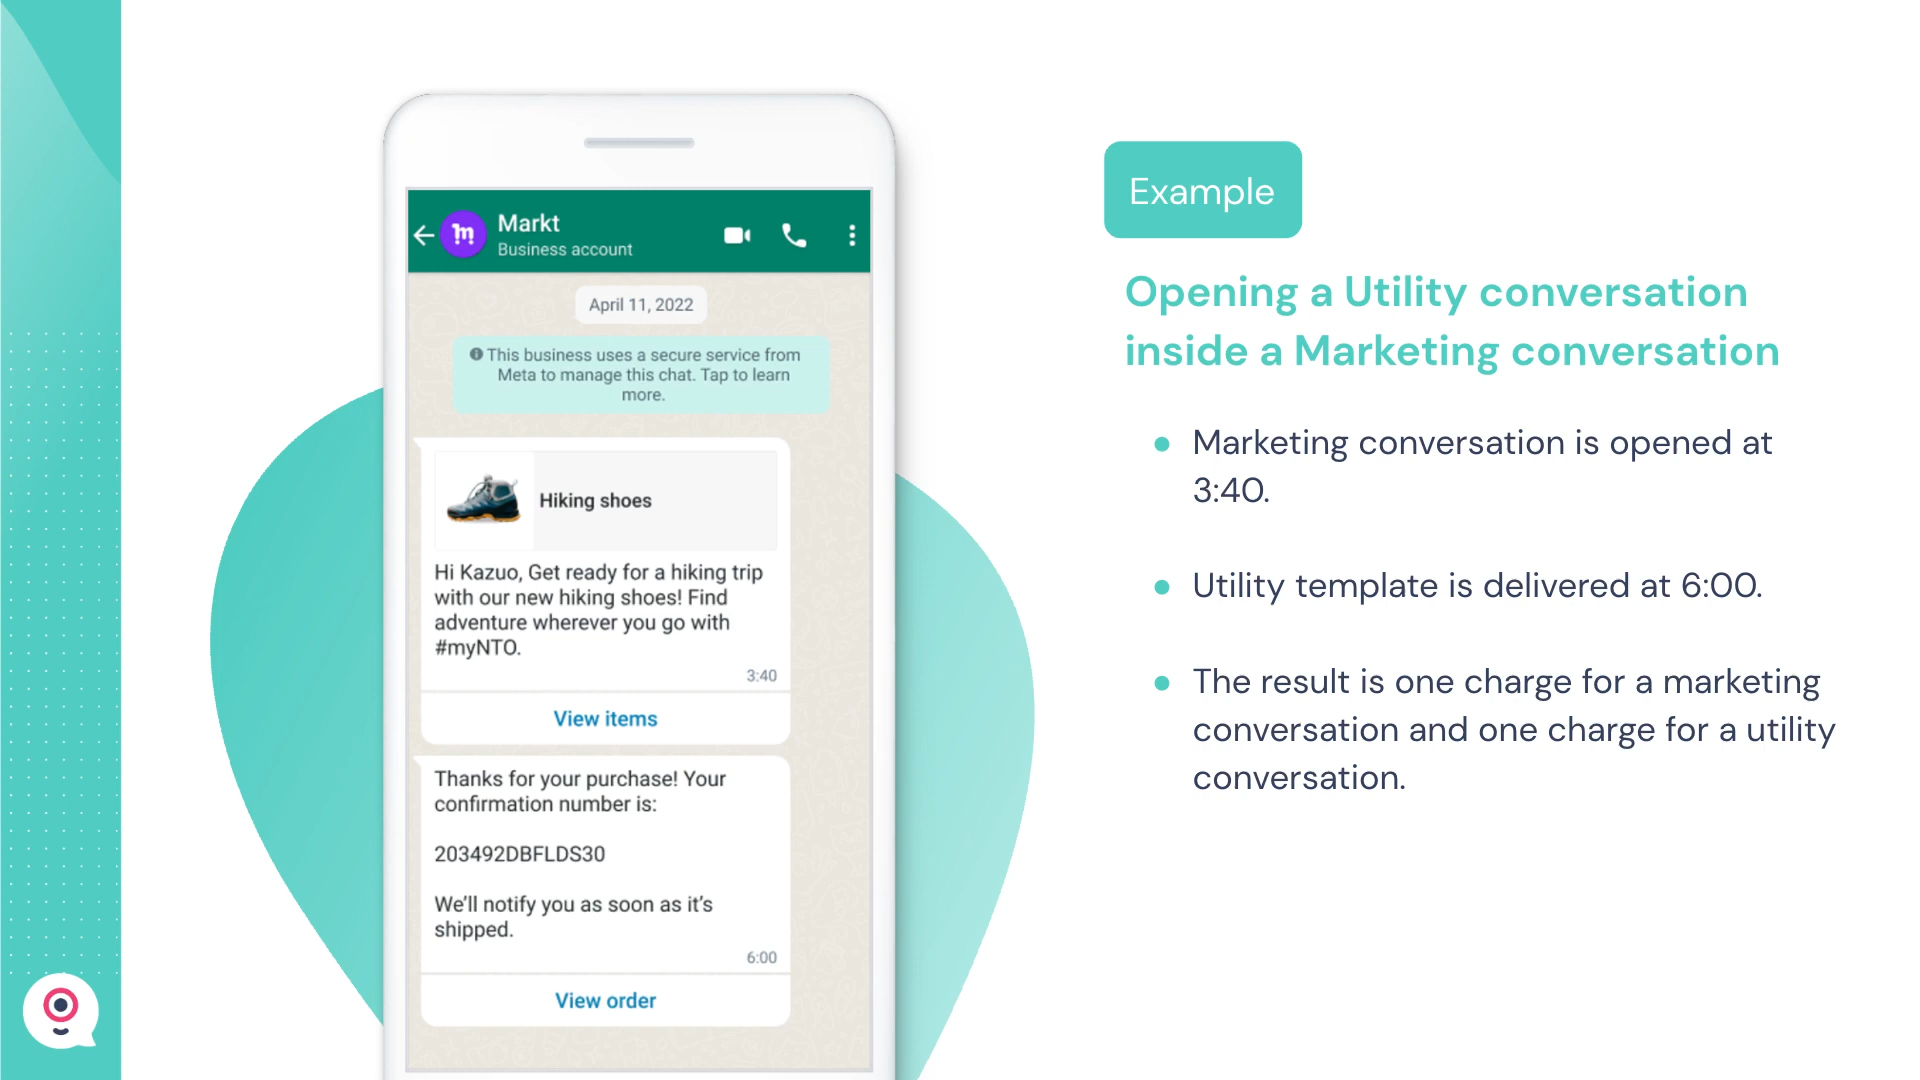 Markt
Business account
April 11, 2022
This business uses a secure service from
Meta to manage this chat. Tap to learn
more.
Hiking shoes
Hi Kazuo, Get ready for a hiking trip
with our new hiking shoes! Find
adventure wherever you go with
#myNTO.
3:40
View items
Thanks for your purchase! Your
confirmation number is:
203492DBFLDS30
We'll notify you as soon as it's
shipped.
6:00
View order
Example
Opening a Utility conversation
inside a Marketing conversation
• Marketing conversation is opened at
3:40.
• Utility template is delivered at 6:00.
• The result is one charge for a marketing
conversation and one charge for a utility
conversation.